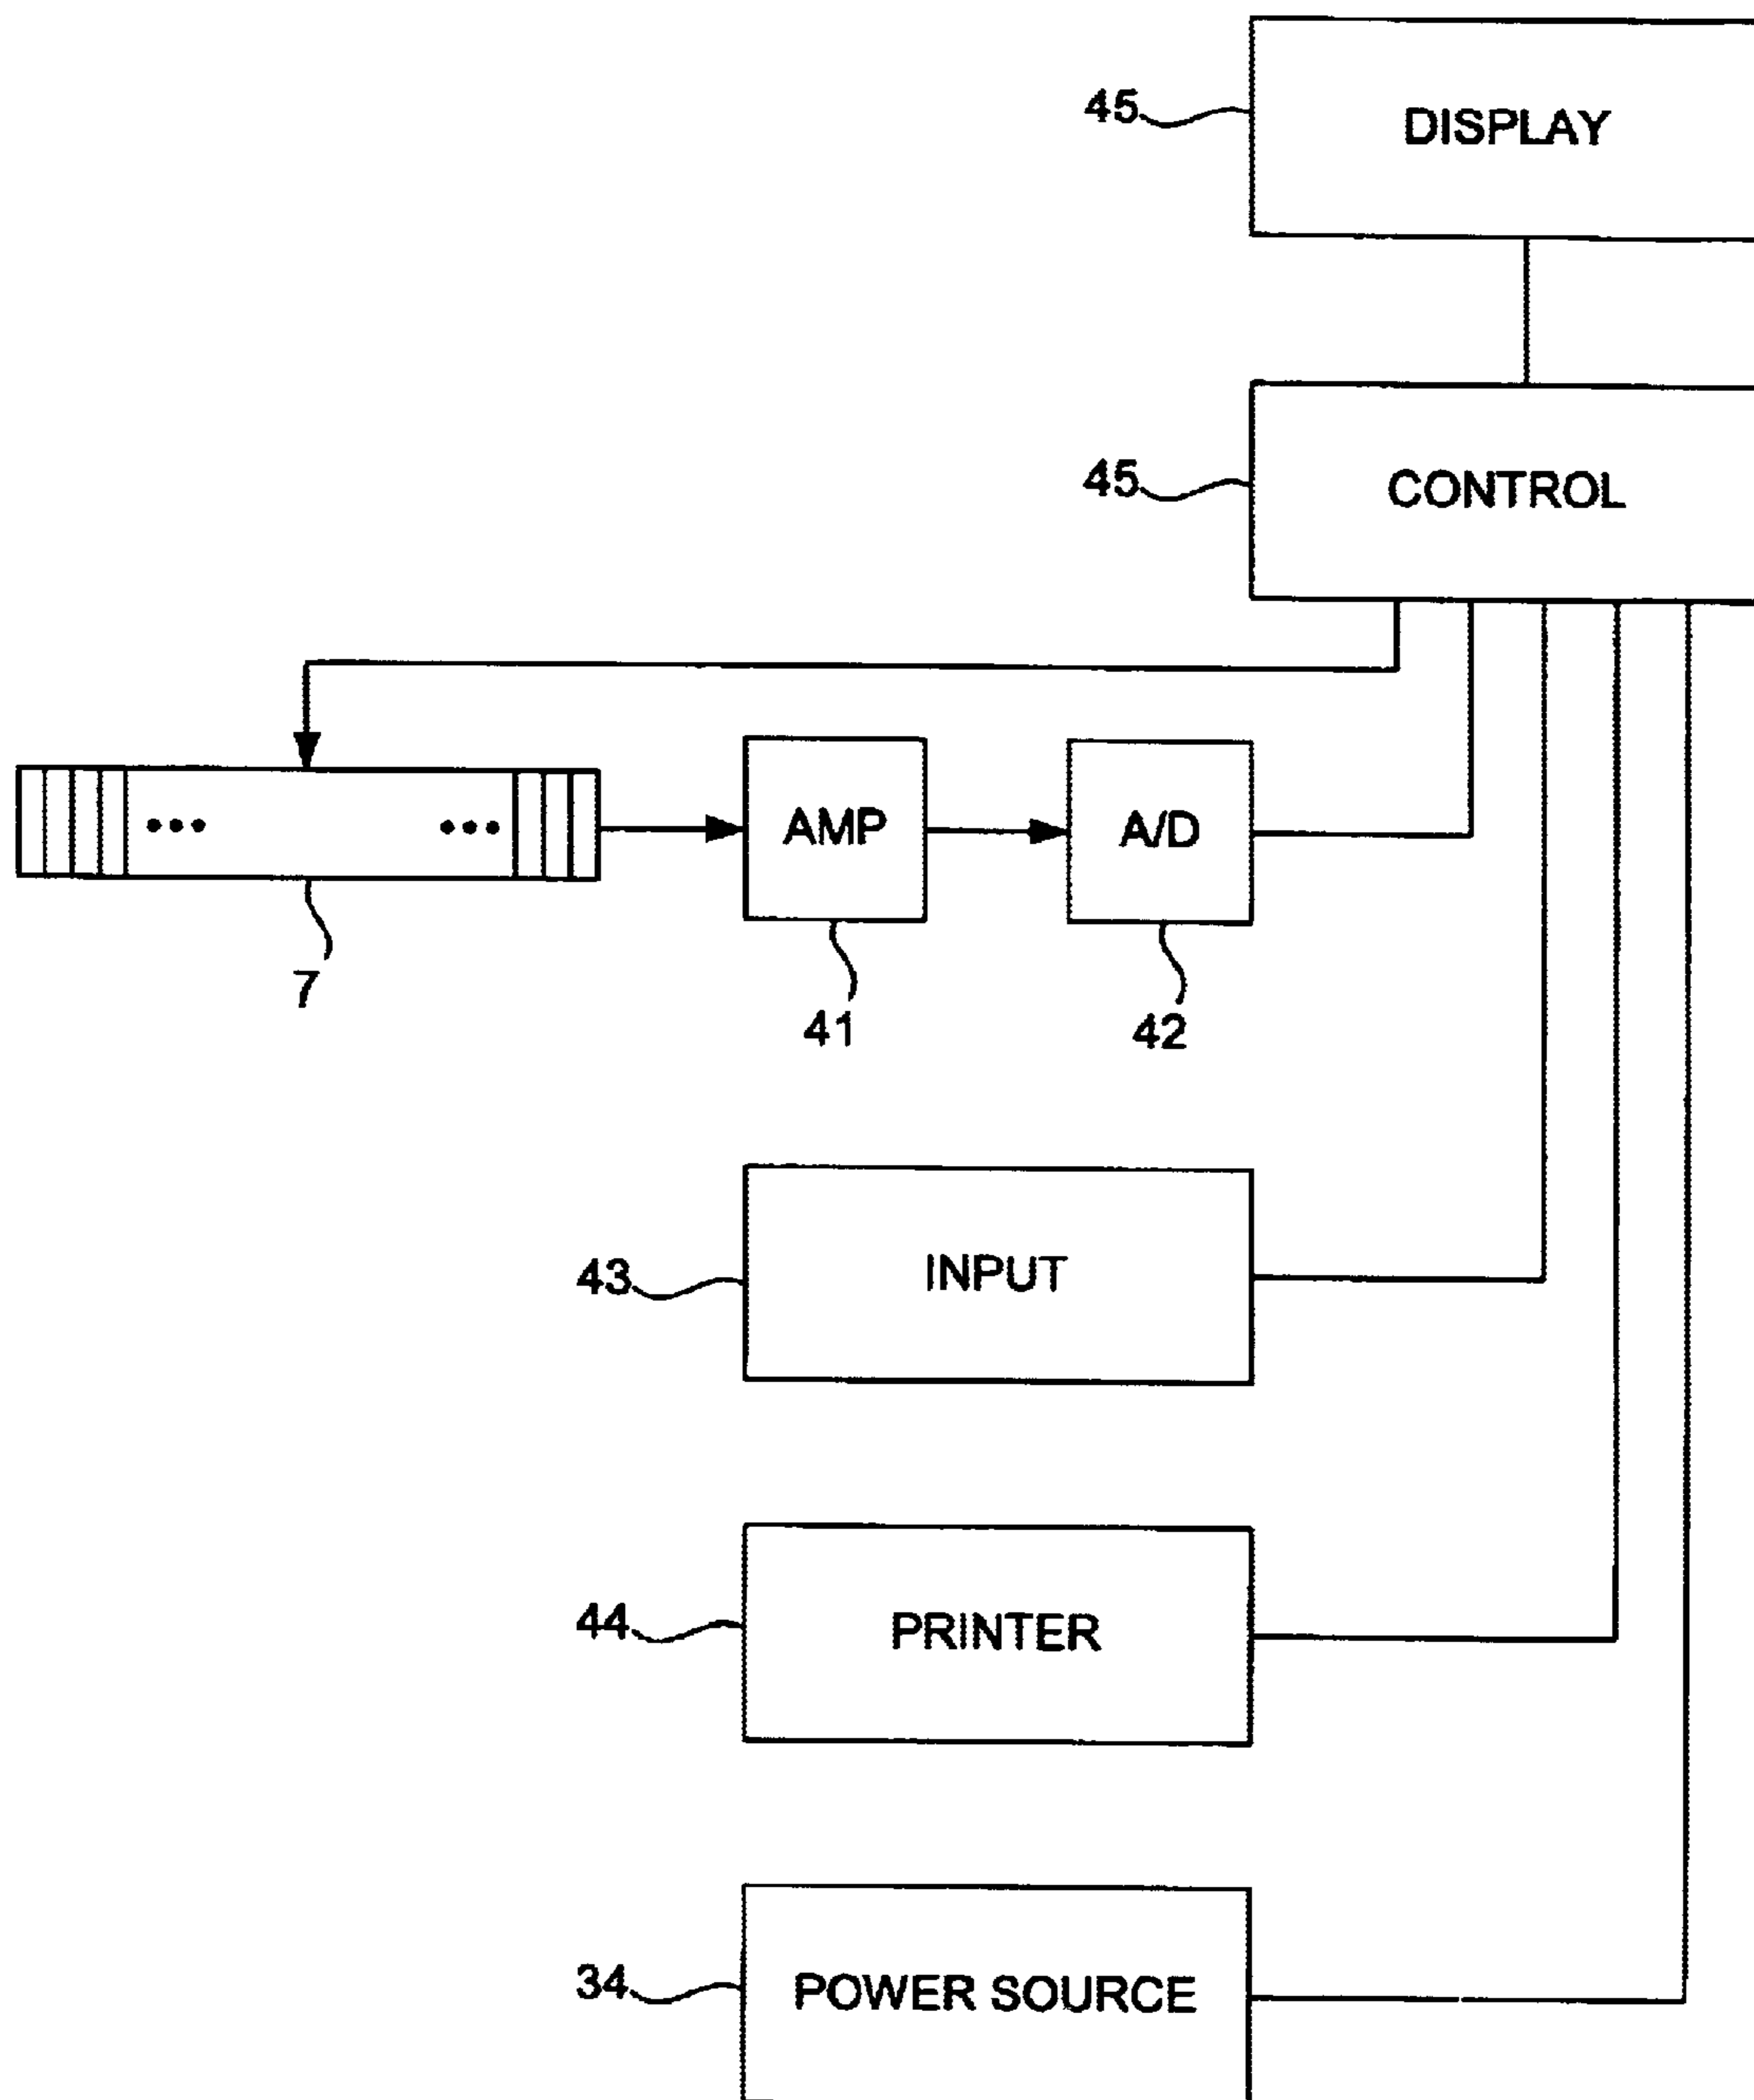 45 DISPLAY
45 CONTROL
••• •••
AMP
A/D
7
41
42
43 INPUT
44 PRINTER
34 POWER SOURCE